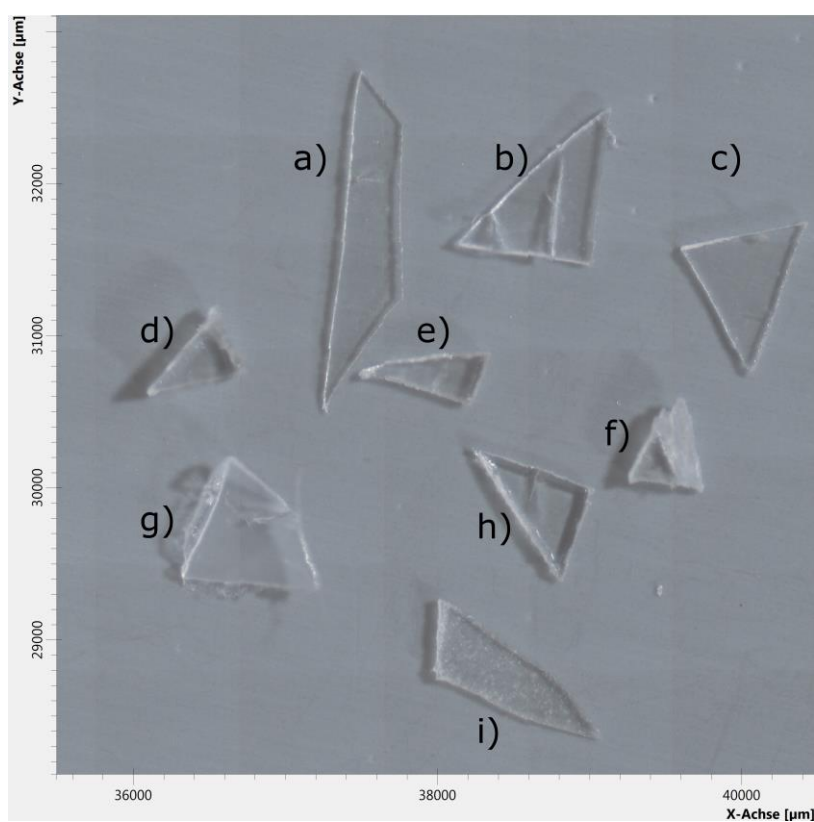 Y-Achse [µm]
32000
31000
30000
29000
a)
b)
c)
d)
e)
f)
g)
h)
i)
36000
38000
40000
X-Achse [µm]